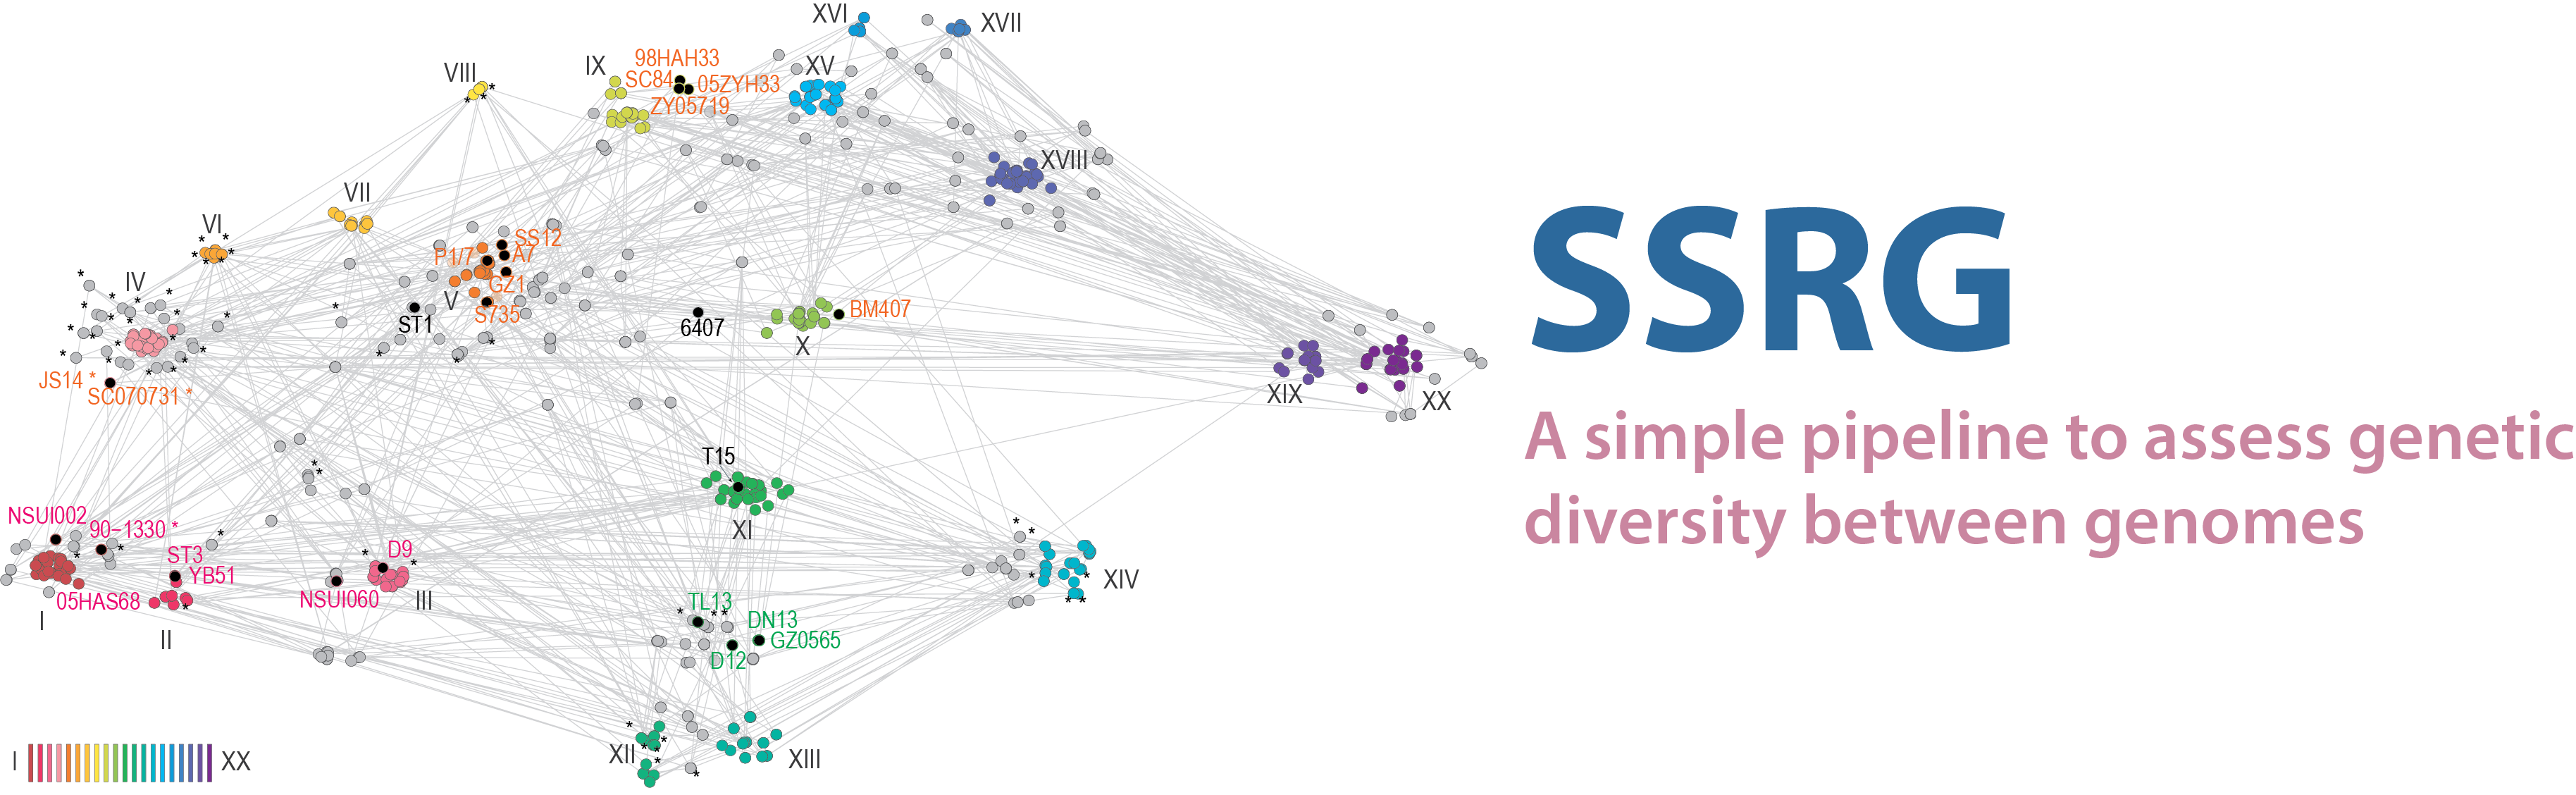 XVI
XVII
VIII
IX
98HAH33
SC84
05ZYH33
ZY05719
XV
XVIII
VII
VI
IV
SS12
P1/7
A7
GZ1
V
S735
ST1
6407
BM407
X
JS14 *
SC070731 *
XIX
XX
T15
XI
NSUI002
90–1330 *
ST3
YB51
05HAS68
I
II
D9
NSUI060
III
XIV
TL13
DN13
GZ0565
D12
XII
XIII
I
XX
SSRG
A simple pipeline to assess genetic
diversity between genomes